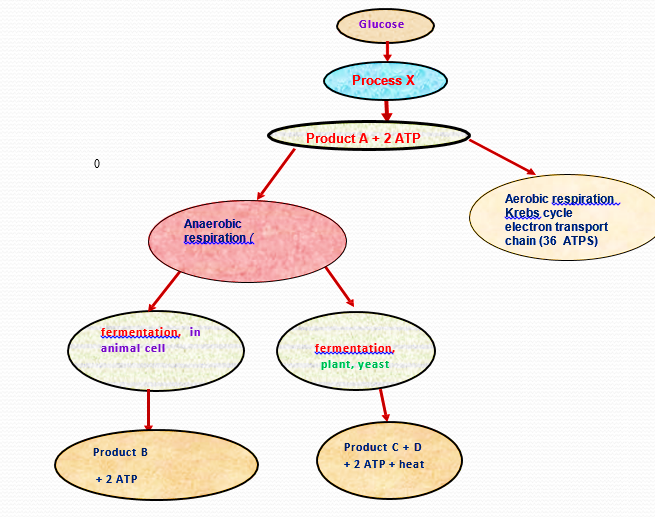 Glucose
Process X
Product A + 2 ATP
0
Aerobic respiration
Krebs cycle
electron transport
chain (36 ATPS)
Anaerobic
respiration (
fermentation, in
animal cell
fermentation,
plant, yeast
Product B
+ 2 ATP
Product C + D
+ 2 ATP + heat